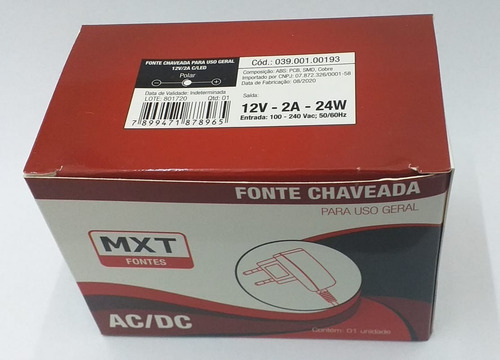 FONTE CHAVEADA PARA USO GERAL
12V/2A C/LED
Polar
Data de Validade: Indeterminada
LOTE: 801720 Qtd: 01
7 899471 878965
Cód.: 039.001.00193
Composição: ABS, PCB, SMD, Cobre
Importado por CNPJ: 07.872.326/0001-58
Data de Fabricação: 08/2020
Saída:
12V - 2A - 24W
Entrada: 100 - 240 Vac; 50/60Hz
FONTE CHAVEADA
PARA USO GERAL
MXT
FONTES
AC/DC
Contém: 01 unidade